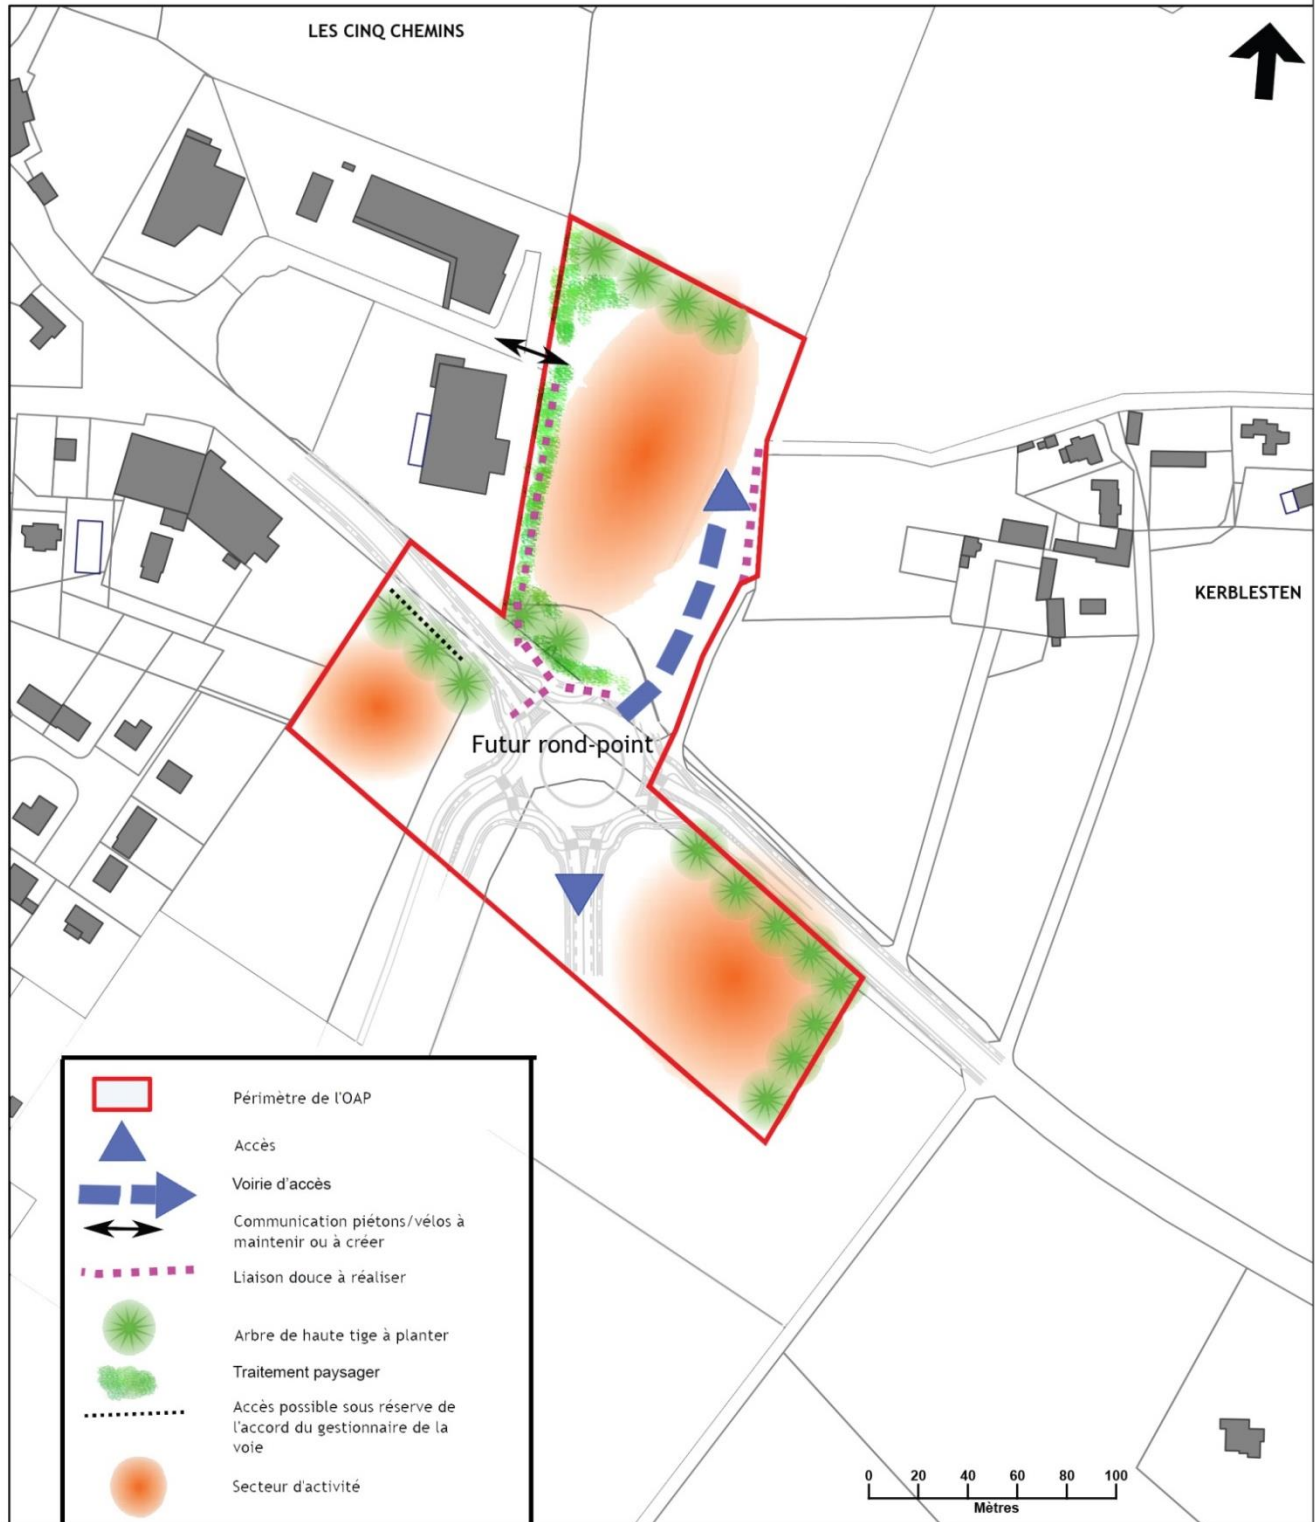 LES CINQ CHEMINS
KERBLESTEN
Futur rond-point
Périmètre de l'OAP
Accès
Voirie d'accès
Communication piétons/vélos à
maintenir ou à créer
Liaison douce à réaliser
Arbre de haute tige à planter
Traitement paysager
Accès possible sous réserve de
l'accord du gestionnaire de la
voie
Secteur d'activité
0 20 40 60 80 100
Mètres